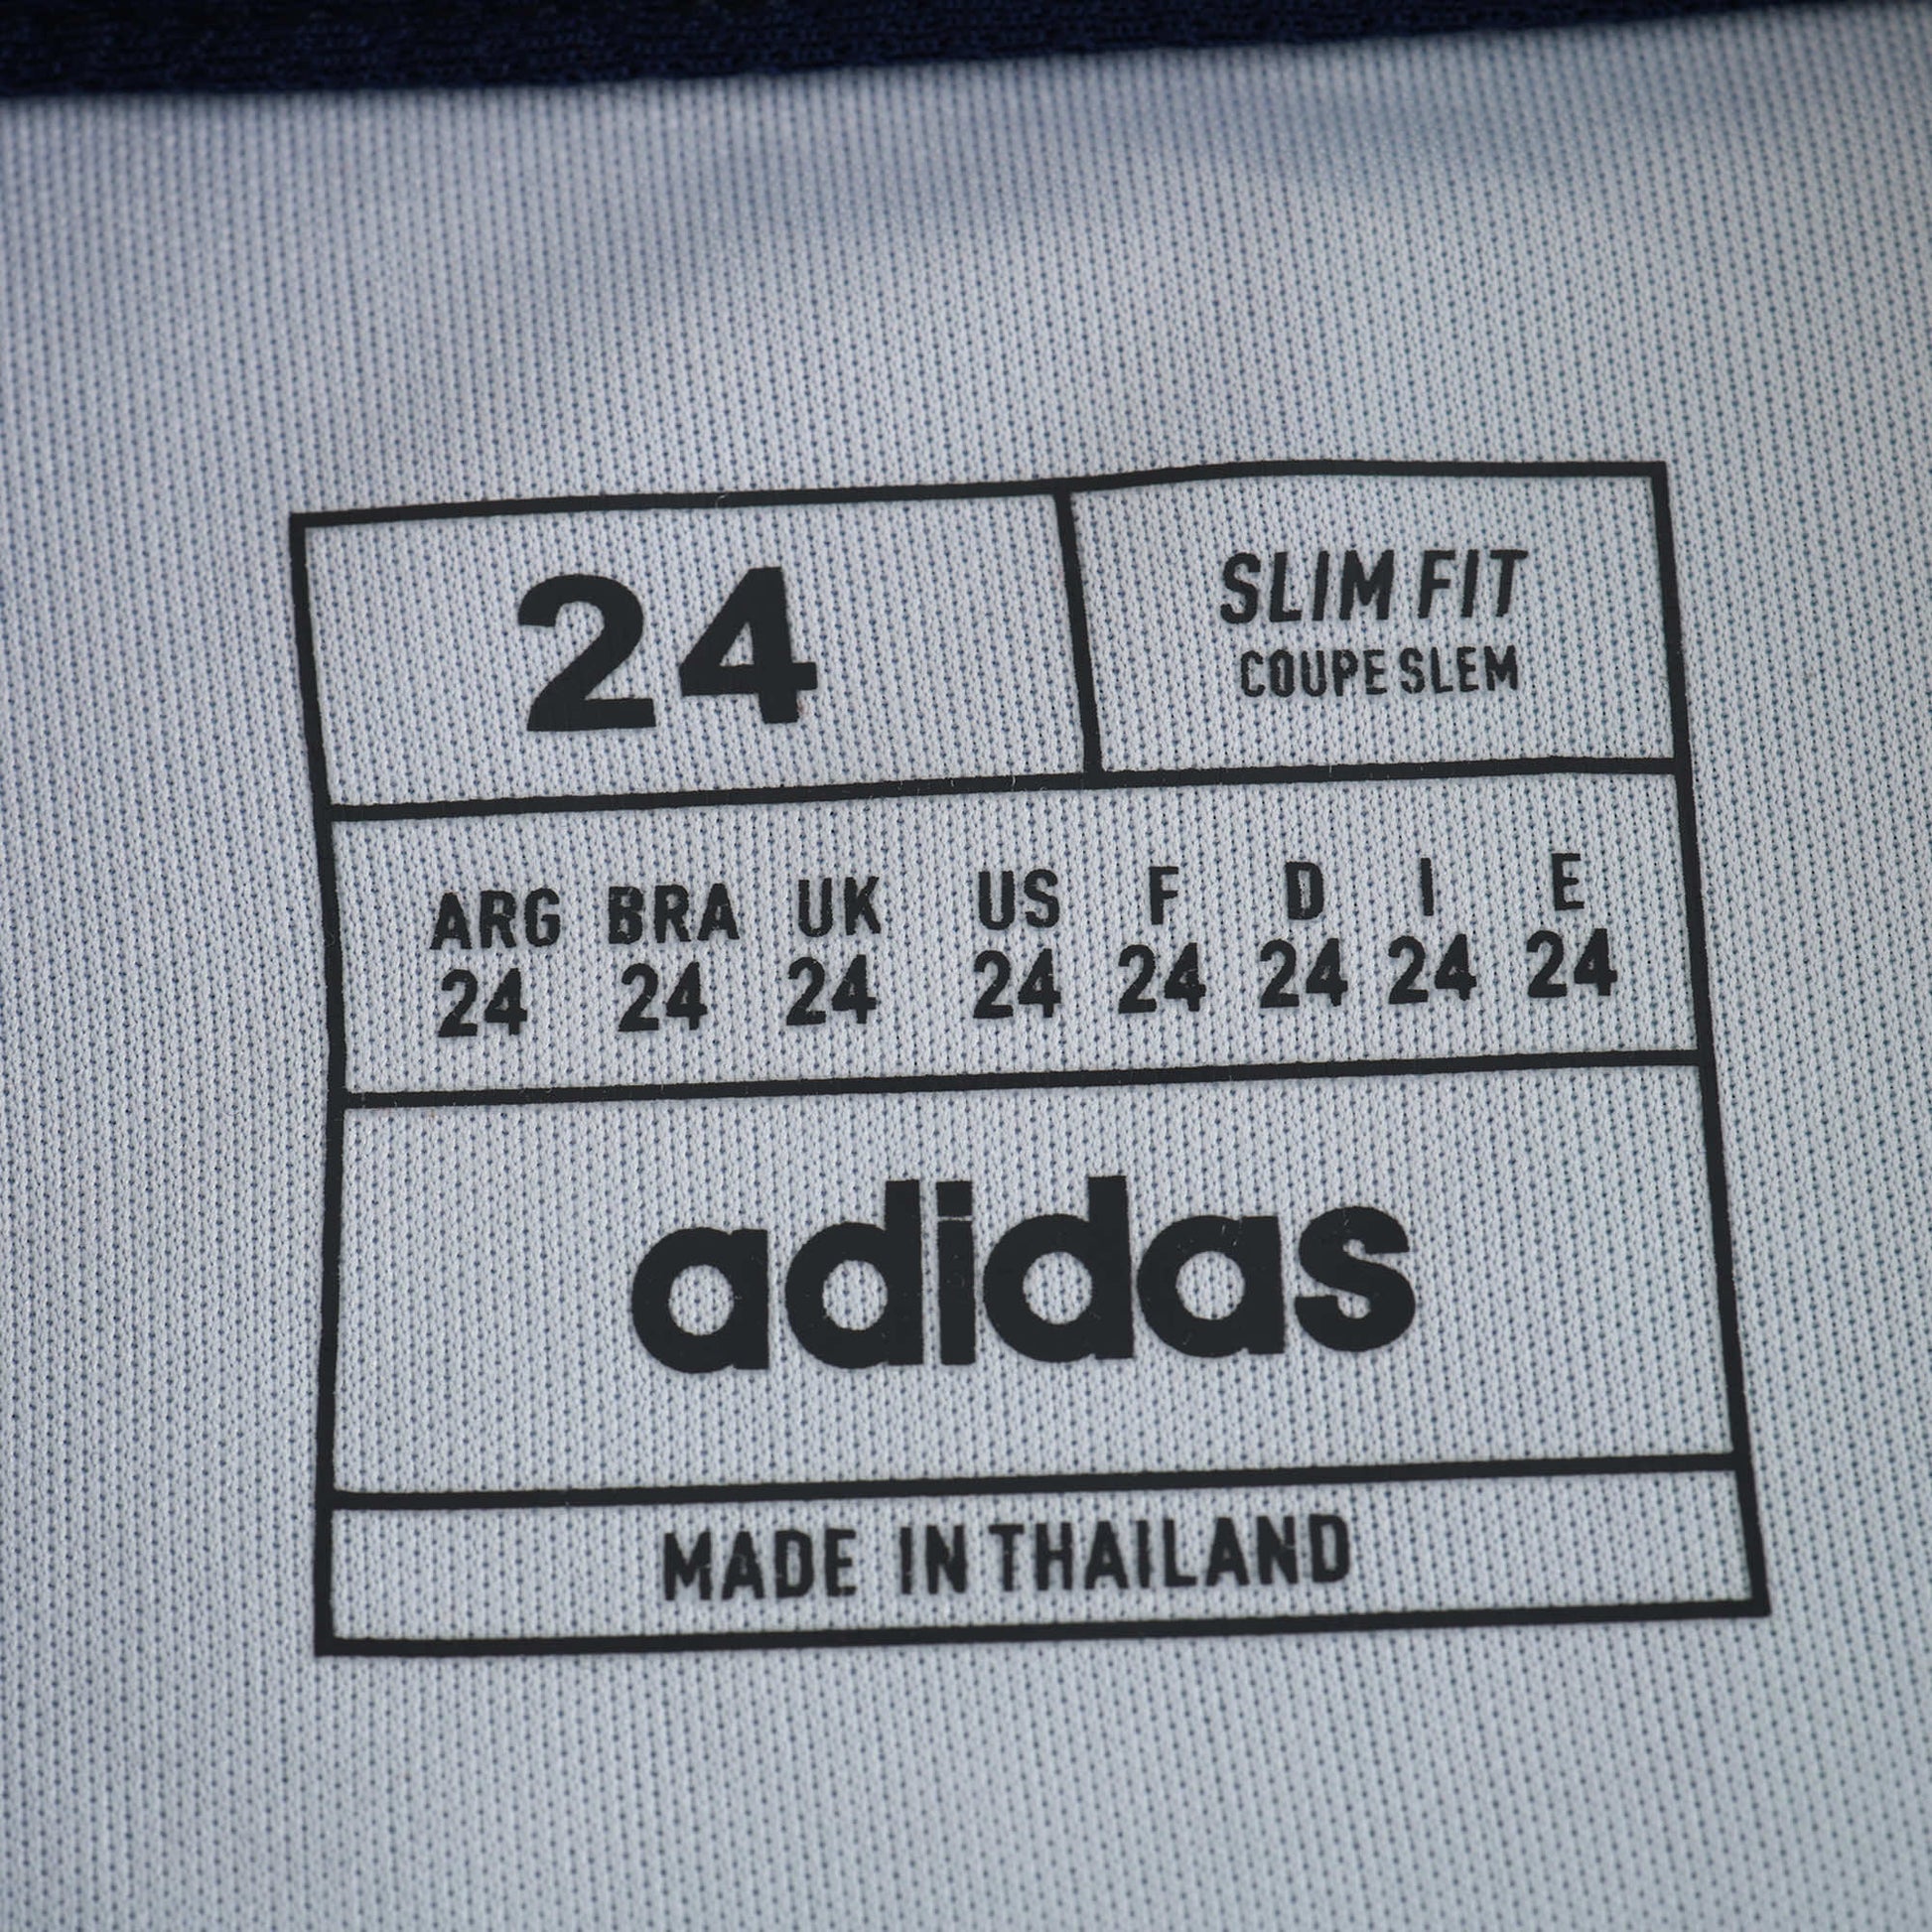 24
SLIM FIT
COUPE SLEM
ARG BRA UK US F D I E
24 24 24 24 24 24 24 24
adidas
MADE IN THAILAND